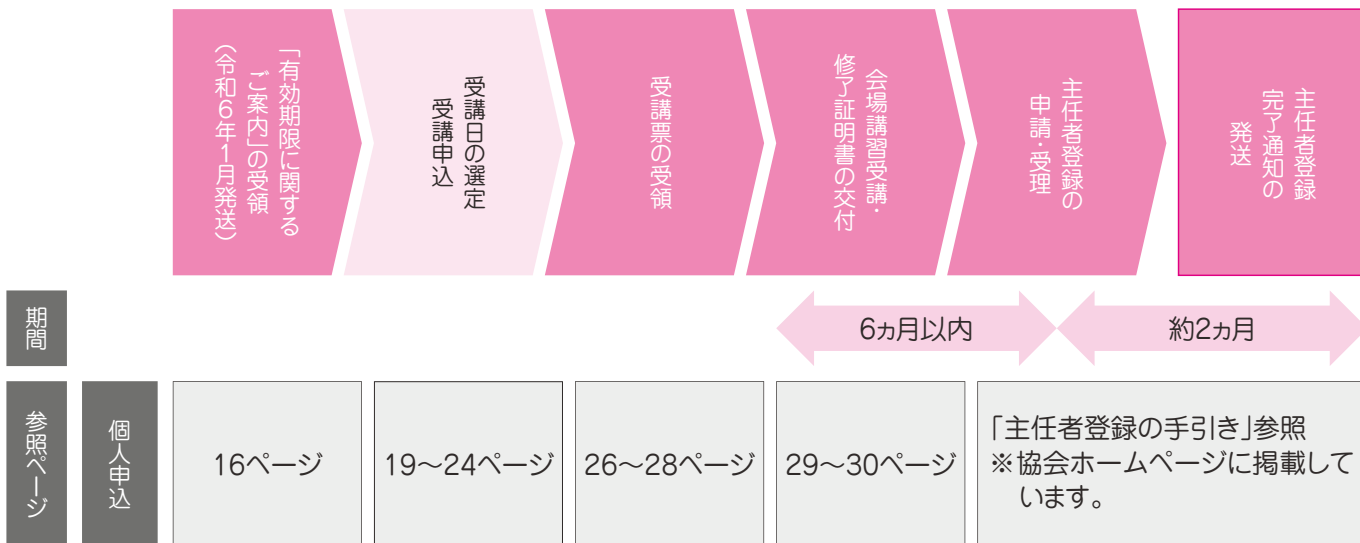 「有効期限に関する
ご案内」の受領
（令和6年1月発送）
受講日の選定
受講申込
受講票の受領
会場講習受講・
修了証明書の交付
主任者登録の
申請・受理
主任者登録
完了通知の
発送
期間
6ヵ月以内
約2ヵ月
参照ページ
個人申込
16ページ
19～24ページ
26～28ページ
29～30ページ
「主任者登録の手引き」参照
※協会ホームページに掲載して
います。